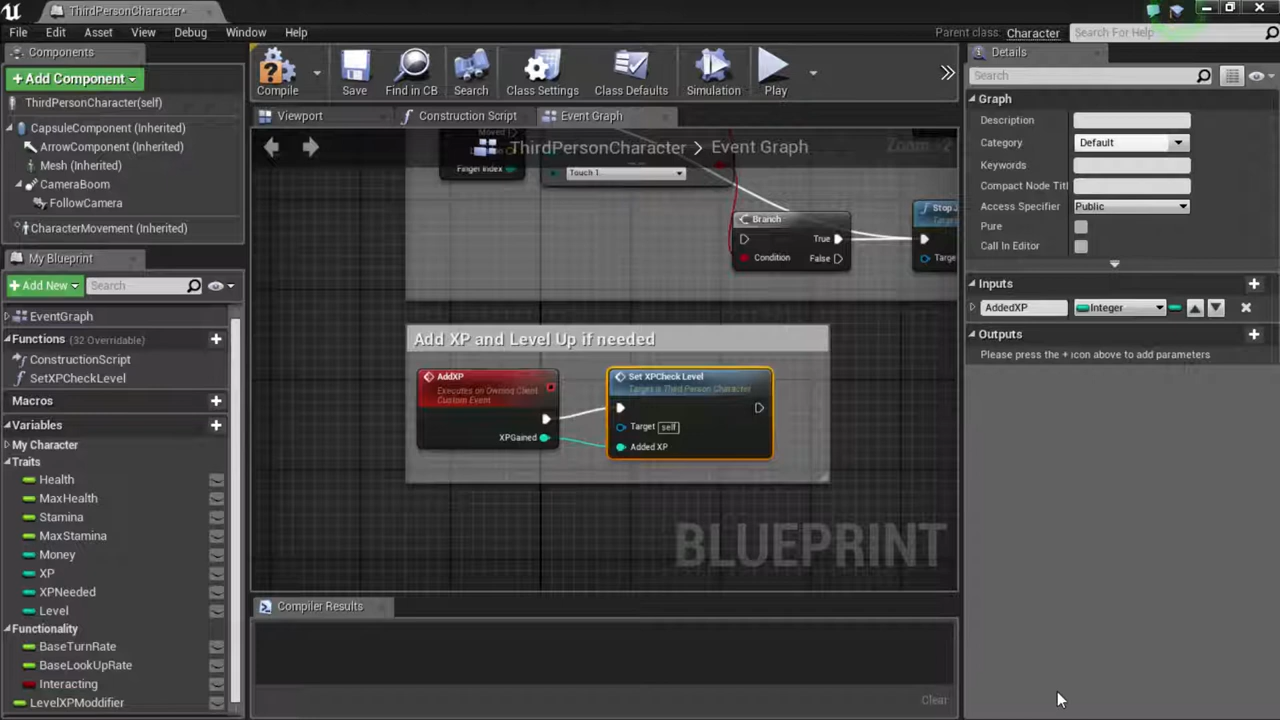 ThirdPersonCharacter*
File Edit Asset View Debug Window Help
Parent class: Character
Search For Help
Components
+Add Component
ThirdPersonCharacter(self)
CapsuleComponent (Inherited)
ArrowComponent (Inherited)
Mesh (Inherited)
CameraBoom
FollowCamera
CharacterMovement (Inherited)
My Blueprint
+Add New
Search
EventGraph
Functions (32 Overridable)
ConstructionScript
SetXPCheckLevel
Macros
Variables
My Character
Traits
Health
MaxHealth
Stamina
MaxStamina
Money
XP
XPNeeded
Level
Functionality
BaseTurnRate
BaseLookUpRate
Interacting
LevelXPModdifier
Compile
Save
Find in CB
Search
Class Settings
Class Defaults
Simulation
Play
Viewport
Construction Script
Event Graph
ThirdPersonCharacter > Event Graph
Zoom -2
Moved
Finger Index
Touch 1
Branch
True
Condition
False
Stop
Targe
Add XP and Level Up if needed
AddXP
Executes on Owning Client
Custom Event
XPGained
Set XPCheck Level
Target is Third Person Character
Target self
Added XP
BLUEPRINT
Compiler Results
Clear
Details
Search
Graph
Description
Category Default
Keywords
Compact Node Titl
Access Specifier Public
Pure
Call In Editor
Inputs
AddedXP Integer
Outputs
Please press the + icon above to add parameters